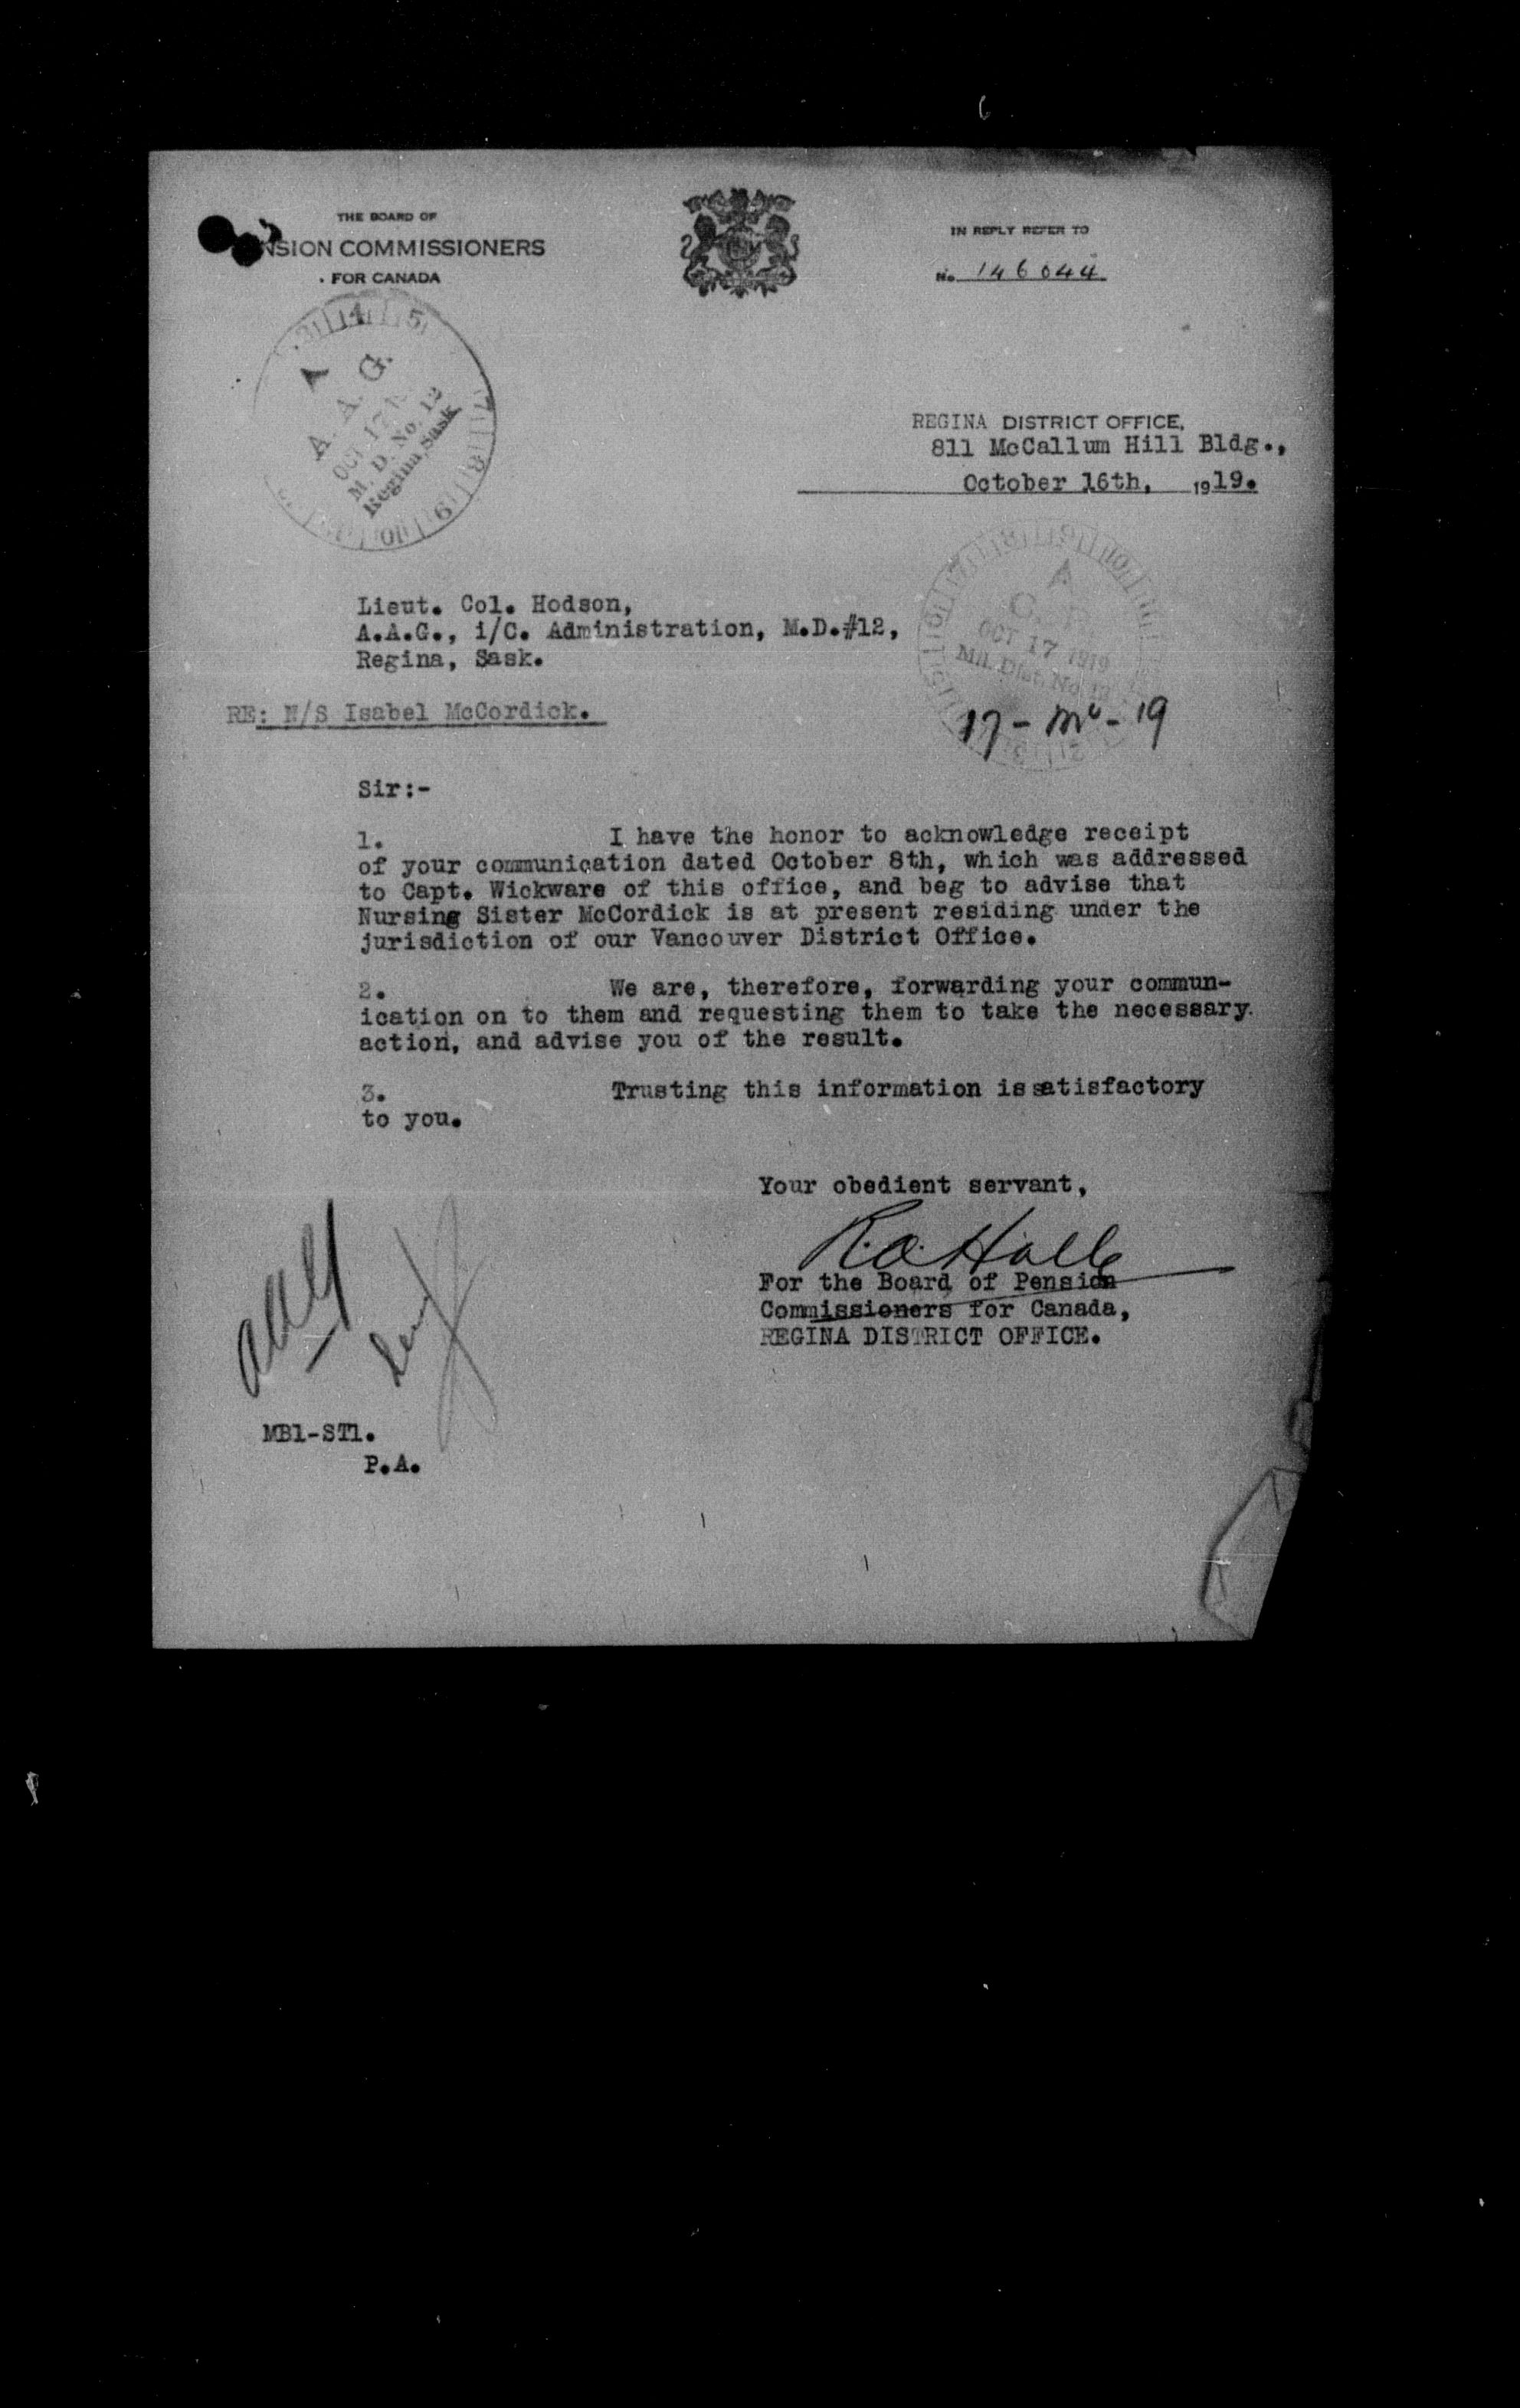 THE BOARD OF
NSION COMMISSIONERS
FOR CANADA
IN REPLY REFER TO
No. 146044
A
A. A. G.
OCT 17
M. D. No. 12
Regina, Sask
REGINA DISTRICT OFFICE,
811 McCallum Hill Bldg.,
October 16th, 1919.
A
OCT 17 1919
Mil. Dist. No. 12
Lieut. Col. Hodson,
A.A.G., i/C. Administration, M.D.#12,
Regina, Sask.
RE: N/S Isabel McCordick.
17 - Mc - 19
Sir:-
1. I have the honor to acknowledge receipt
of your communication dated October 8th, which was addressed
to Capt. Wickware of this office, and beg to advise that
Nursing Sister McCordick is at present residing under the
jurisdiction of our Vancouver District Office.
2. We are, therefore, forwarding your commun-
ication on to them and requesting them to take the necessary
action, and advise you of the result.
3. Trusting this information is satisfactory
to you.
Your obedient servant,
For the Board of Pension
Commissioners for Canada,
REGINA DISTRICT OFFICE.
MB1-ST1.
P.A.